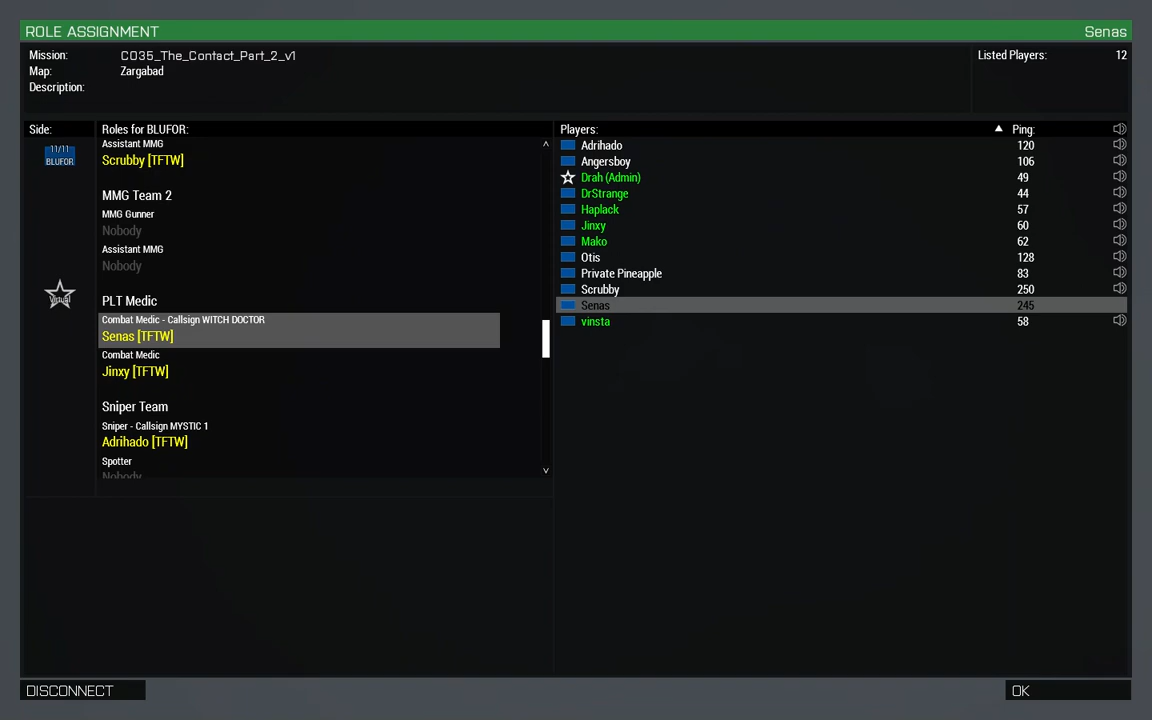 ROLE ASSIGNMENT Senas
Mission: CO35_The_Contact_Part_2_v1 Listed Players: 12
Map: Zargabad
Description:
Side: Roles for BLUFOR: Players: Ping:
11/11
BLUFOR
Virtual
Assistant MMG
Scrubby [TFTW]
MMG Team 2
MMG Gunner
Nobody
Assistant MMG
Nobody
PLT Medic
Combat Medic - Callsign WITCH DOCTOR
Senas [TFTW]
Combat Medic
Jinxy [TFTW]
Sniper Team
Sniper - Callsign MYSTIC 1
Adrihado [TFTW]
Spotter
Nobody
Adrihado 120
Angersboy 106
Drah (Admin) 49
DrStrange 44
Haplack 57
Jinxy 60
Mako 62
Otis 128
Private Pineapple 83
Scrubby 250
Senas 245
vinsta 58
DISCONNECT OK